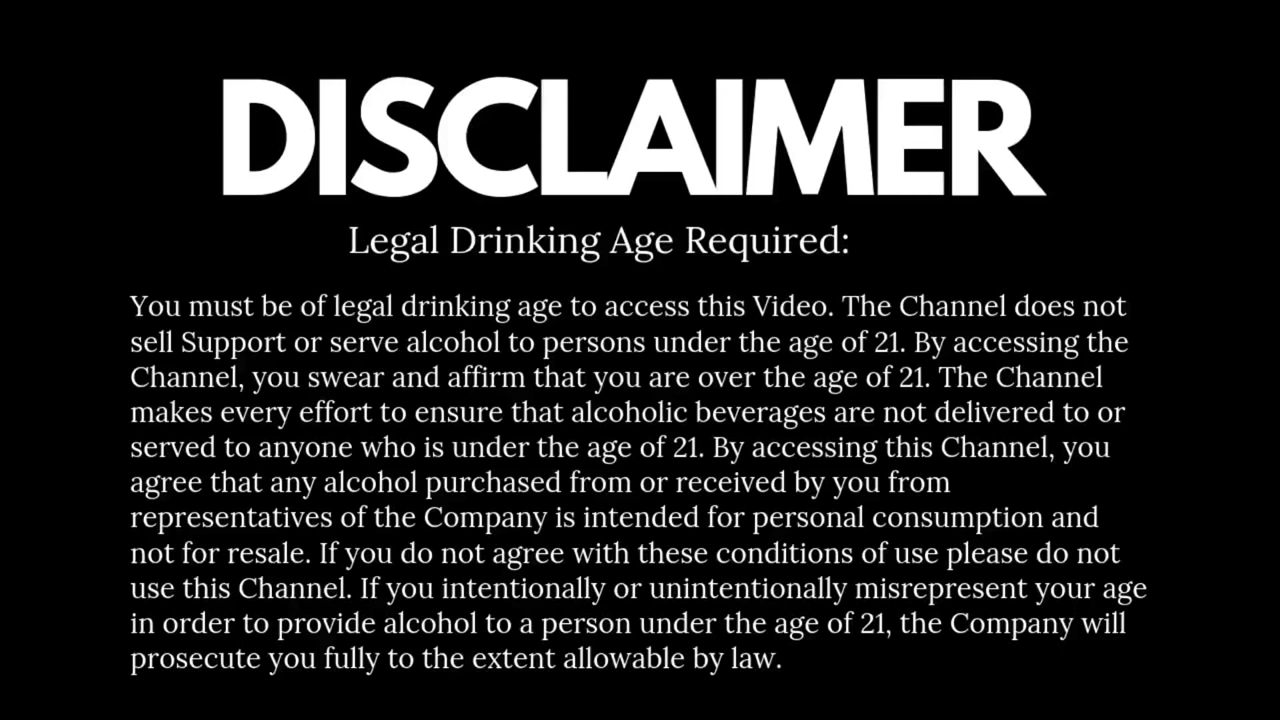 DISCLAIMER
Legal Drinking Age Required:
You must be of legal drinking age to access this Video. The Channel does not
sell Support or serve alcohol to persons under the age of 21. By accessing the
Channel, you swear and affirm that you are over the age of 21. The Channel
makes every effort to ensure that alcoholic beverages are not delivered to or
served to anyone who is under the age of 21. By accessing this Channel, you
agree that any alcohol purchased from or received by you from
representatives of the Company is intended for personal consumption and
not for resale. If you do not agree with these conditions of use please do not
use this Channel. If you intentionally or unintentionally misrepresent your age
in order to provide alcohol to a person under the age of 21, the Company will
prosecute you fully to the extent allowable by law.